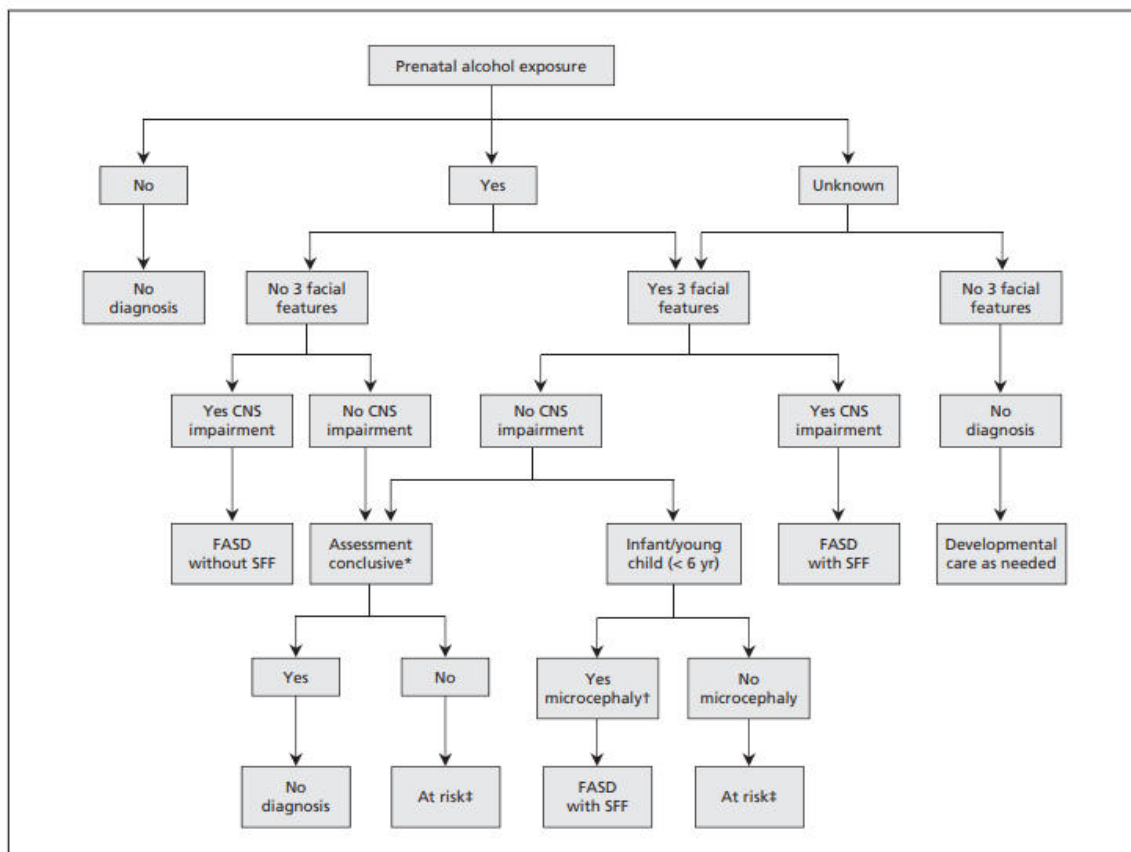 Prenatal alcohol exposure
No
Yes
Unknown
No
diagnosis
No 3 facial
features
Yes 3 facial
features
No 3 facial
features
Yes CNS
impairment
No CNS
impairment
No CNS
impairment
Yes CNS
impairment
No
diagnosis
FASD
without SFF
Assessment
conclusive*
Infant/young
child (< 6 yr)
FASD
with SFF
Developmental
care as needed
Yes
No
Yes
microcephaly†
No
microcephaly
No
diagnosis
At risk‡
FASD
with SFF
At risk‡